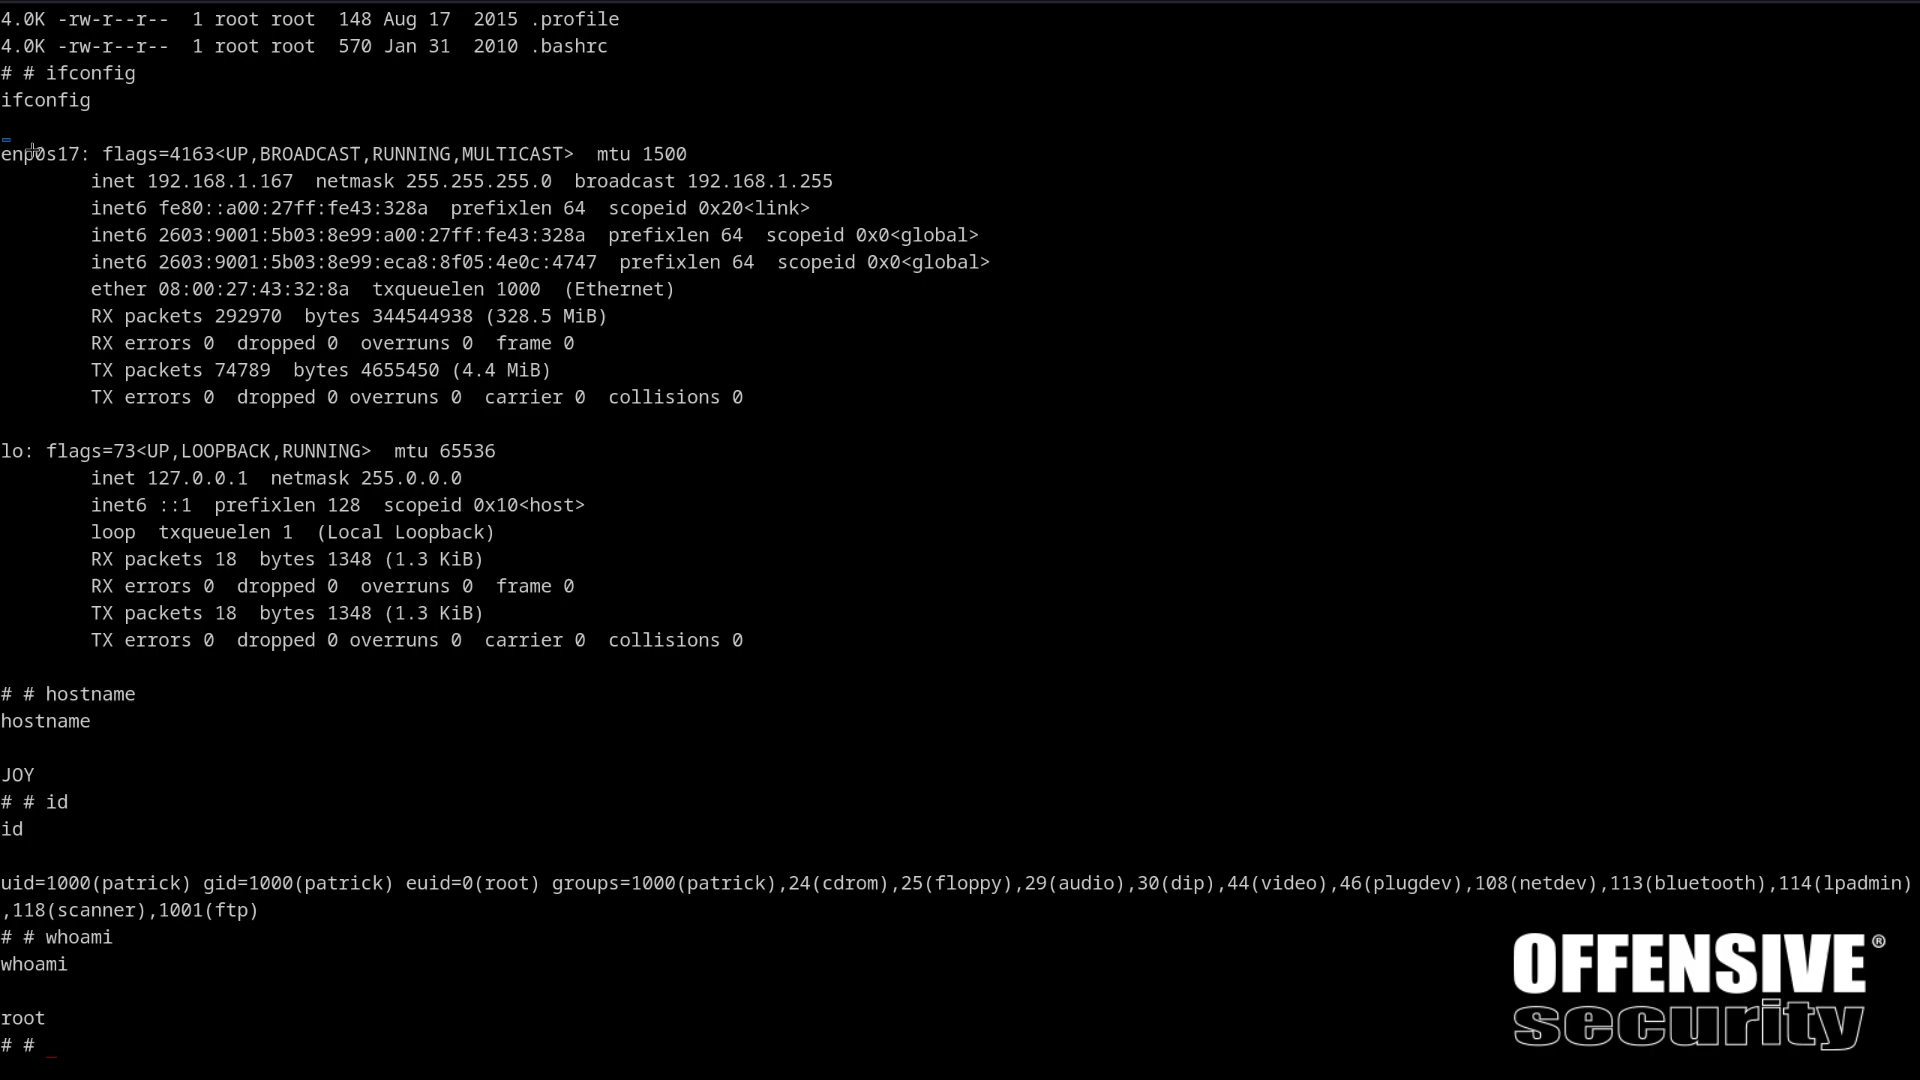 4.0K -rw-r--r--  1 root root  148 Aug 17  2015 .profile
4.0K -rw-r--r--  1 root root  570 Jan 31  2010 .bashrc
# # ifconfig
ifconfig
enp0s17: flags=4163<UP,BROADCAST,RUNNING,MULTICAST>  mtu 1500
        inet 192.168.1.167  netmask 255.255.255.0  broadcast 192.168.1.255
        inet6 fe80::a00:27ff:fe43:328a  prefixlen 64  scopeid 0x20<link>
        inet6 2603:9001:5b03:8e99:a00:27ff:fe43:328a  prefixlen 64  scopeid 0x0<global>
        inet6 2603:9001:5b03:8e99:eca8:8f05:4e0c:4747  prefixlen 64  scopeid 0x0<global>
        ether 08:00:27:43:32:8a  txqueuelen 1000  (Ethernet)
        RX packets 292970  bytes 344544938 (328.5 MiB)
        RX errors 0  dropped 0  overruns 0  frame 0
        TX packets 74789  bytes 4655450 (4.4 MiB)
        TX errors 0  dropped 0 overruns 0  carrier 0  collisions 0
lo: flags=73<UP,LOOPBACK,RUNNING>  mtu 65536
        inet 127.0.0.1  netmask 255.0.0.0
        inet6 ::1  prefixlen 128  scopeid 0x10<host>
        loop  txqueuelen 1  (Local Loopback)
        RX packets 18  bytes 1348 (1.3 KiB)
        RX errors 0  dropped 0  overruns 0  frame 0
        TX packets 18  bytes 1348 (1.3 KiB)
        TX errors 0  dropped 0 overruns 0  carrier 0  collisions 0
# # hostname
hostname
JOY
# # id
id
uid=1000(patrick) gid=1000(patrick) euid=0(root) groups=1000(patrick),24(cdrom),25(floppy),29(audio),30(dip),44(video),46(plugdev),108(netdev),113(bluetooth),114(lpadmin)
,118(scanner),1001(ftp)
# # whoami
whoami
root
# # _
OFFENSIVE®
security